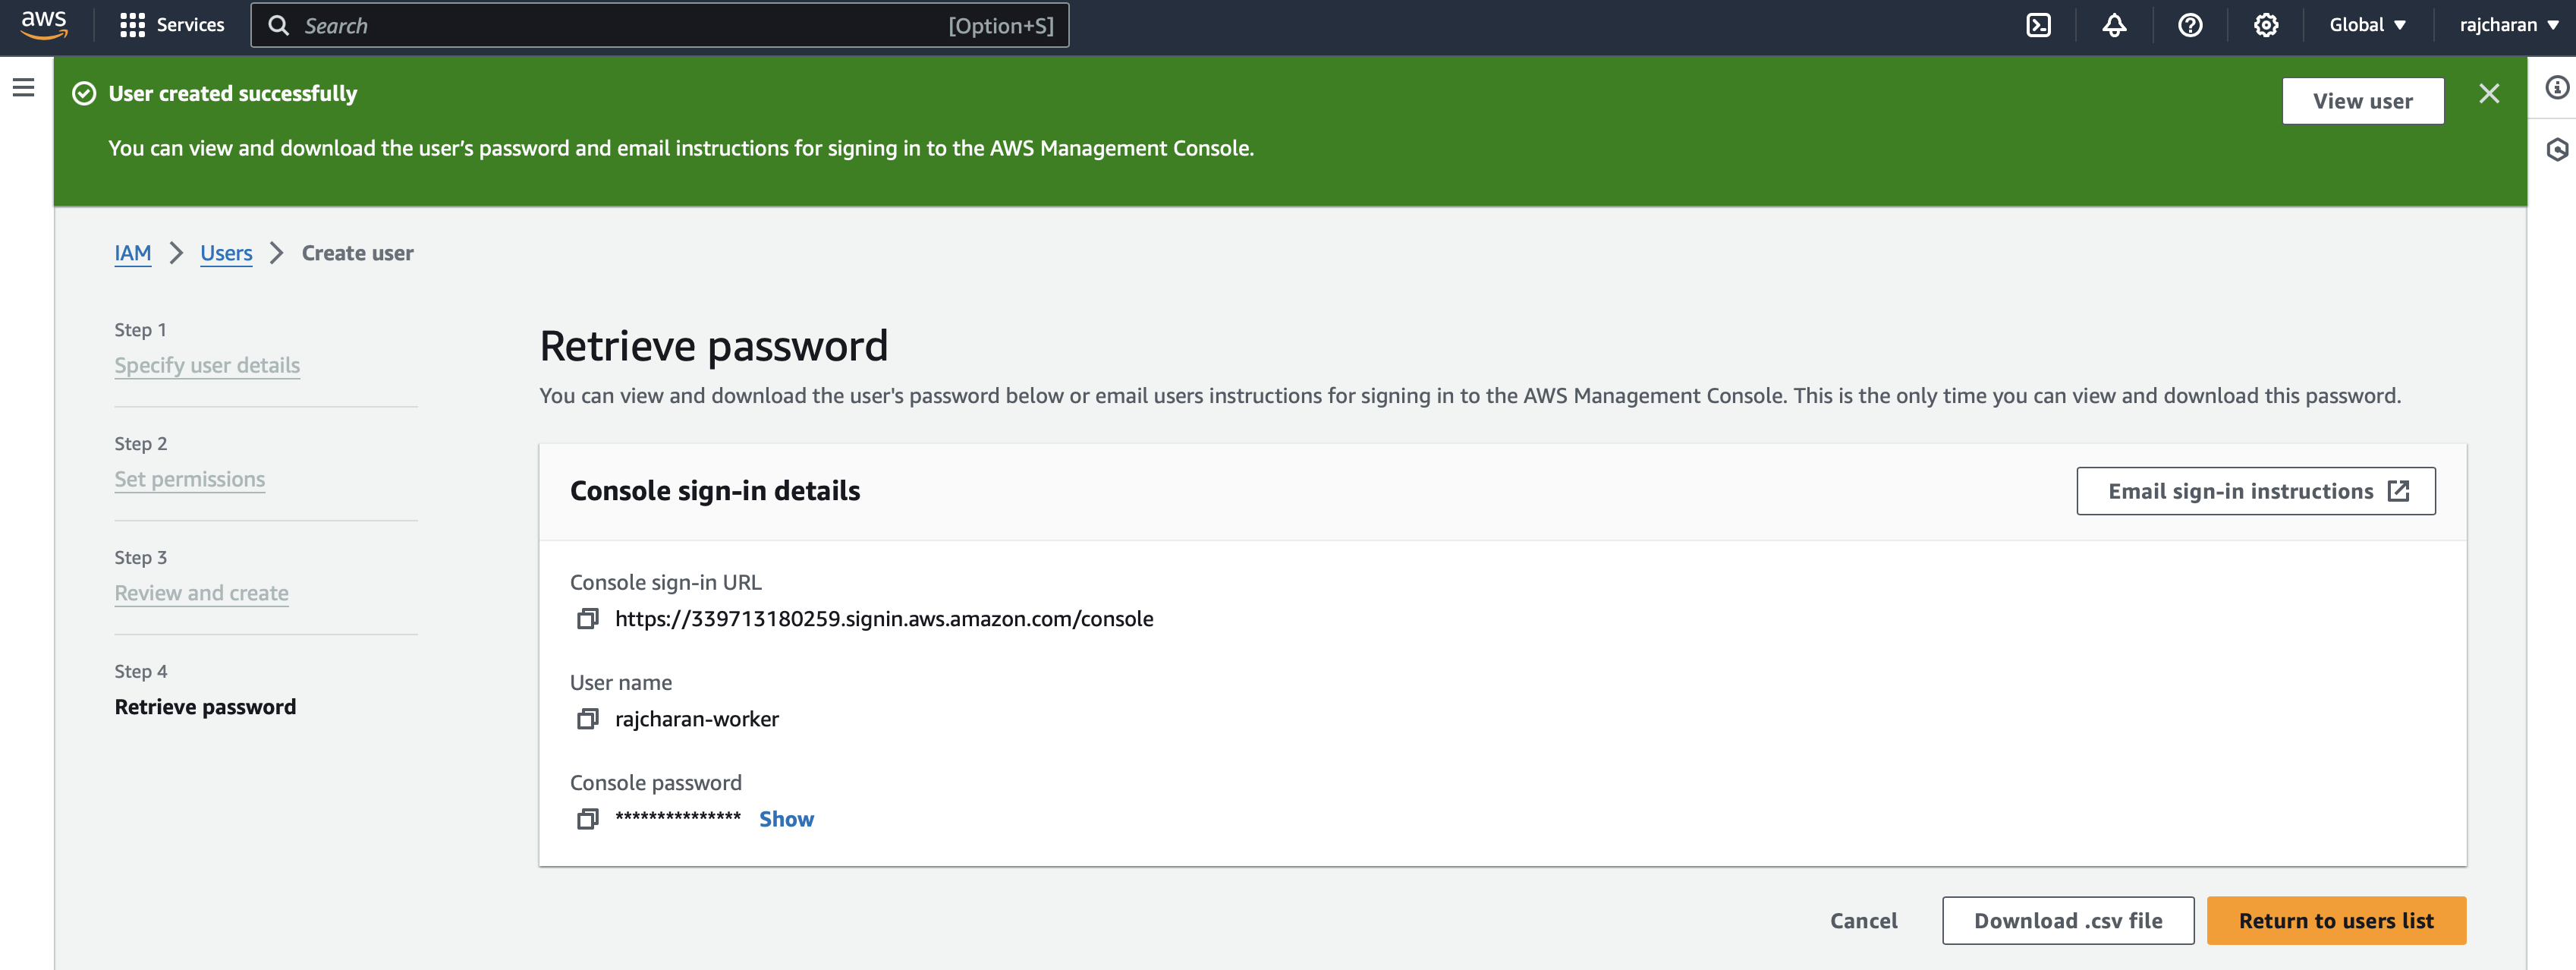 aws
Services
Search [Option+S]
Global
rajcharan
User created successfully
View user
You can view and download the user’s password and email instructions for signing in to the AWS Management Console.
IAM
Users
Create user
Step 1
Specify user details
Step 2
Set permissions
Step 3
Review and create
Step 4
Retrieve password
Retrieve password
You can view and download the user's password below or email users instructions for signing in to the AWS Management Console. This is the only time you can view and download this password.
Console sign-in details
Email sign-in instructions
Console sign-in URL
https://339713180259.signin.aws.amazon.com/console
User name
rajcharan-worker
Console password
*************** Show
Cancel
Download .csv file
Return to users list